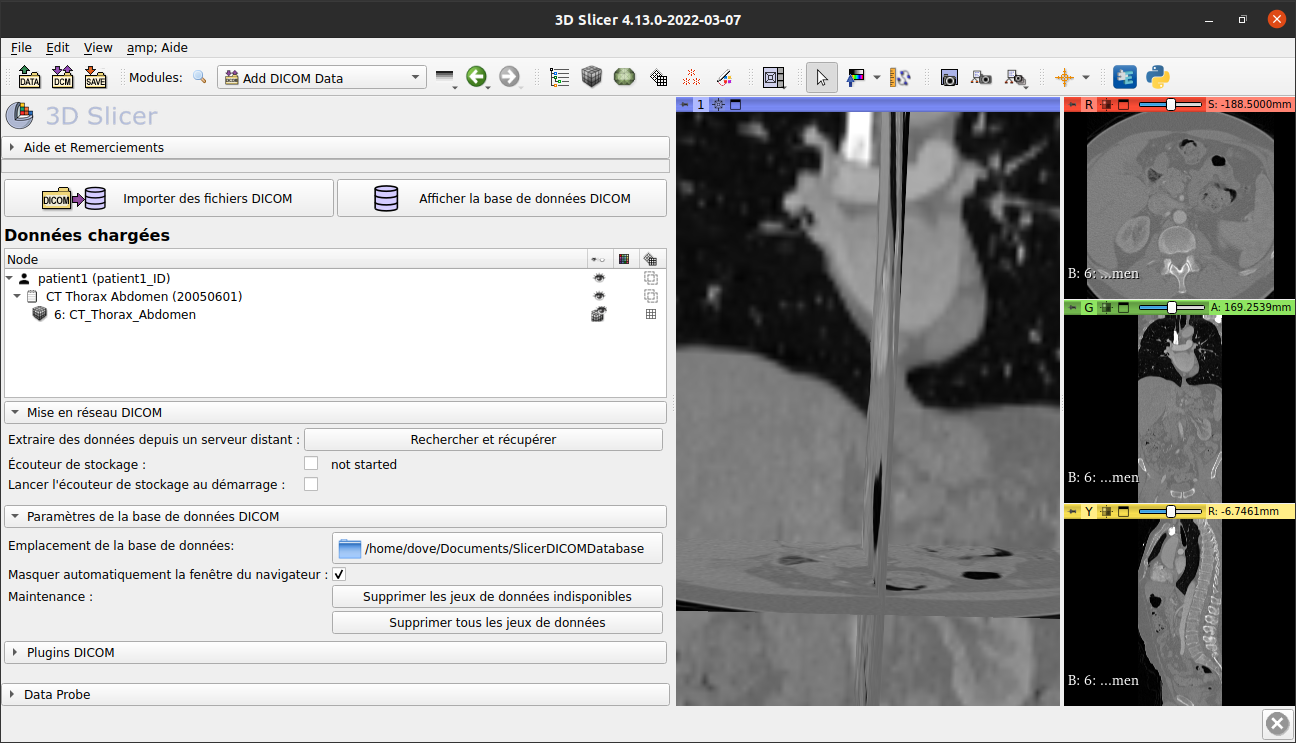 3D Slicer 4.13.0-2022-03-07
File Edit View amp; Aide
DATA DCM SAVE Modules: Add DICOM Data
3D Slicer
Aide et Remerciements
DICOM Importer des fichiers DICOM Afficher la base de données DICOM
Données chargées
Node
patient1 (patient1_ID)
CT Thorax Abdomen (20050601)
6: CT_Thorax_Abdomen
Mise en réseau DICOM
Extraire des données depuis un serveur distant : Rechercher et récupérer
Écouteur de stockage : not started
Lancer l'écouteur de stockage au démarrage :
Paramètres de la base de données DICOM
Emplacement de la base de données: /home/dove/Documents/SlicerDICOMDatabase
Masquer automatiquement la fenêtre du navigateur :
Maintenance : Supprimer les jeux de données indisponibles
Supprimer tous les jeux de données
Plugins DICOM
Data Probe
1
R S: -188.5000mm
B: 6: ...men
G A: 169.2539mm
B: 6: ...men
Y R: -6.7461mm
B: 6: ...men